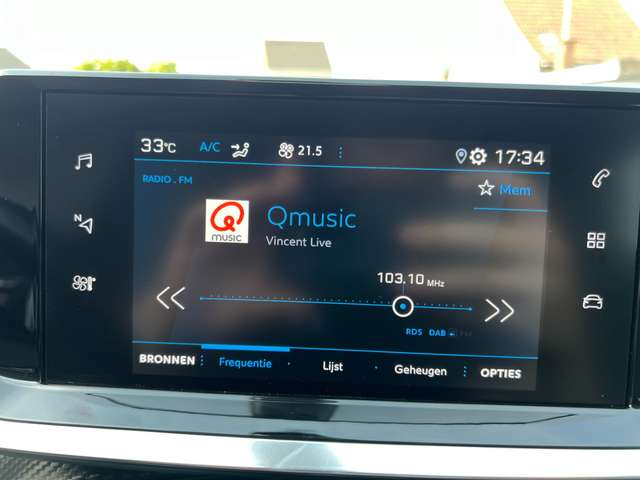 33°C A/C 21.5 17:34
RADIO . FM
Mem
N
Q
music
Qmusic
Vincent Live
103.10 MHz
RDS DAB
BRONNEN Frequentie Lijst Geheugen OPTIES